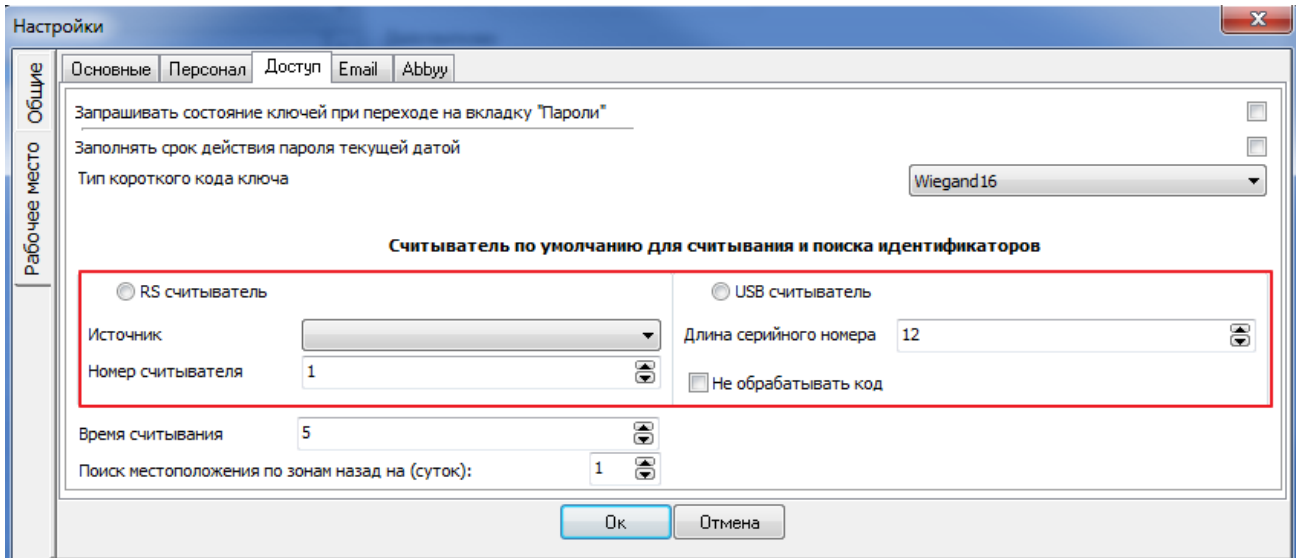 Настройки
Общие
Рабочее место
Основные Персонал Доступ Email Abbyy
Запрашивать состояние ключей при переходе на вкладку "Пароли"
Заполнять срок действия пароля текущей датой
Тип короткого кода ключа Wiegand16
Считыватель по умолчанию для считывания и поиска идентификаторов
RS считыватель USB считыватель
Источник Длина серийного номера 12
Номер считывателя 1 Не обрабатывать код
Время считывания 5
Поиск местоположения по зонам назад на (суток): 1
Ок Отмена